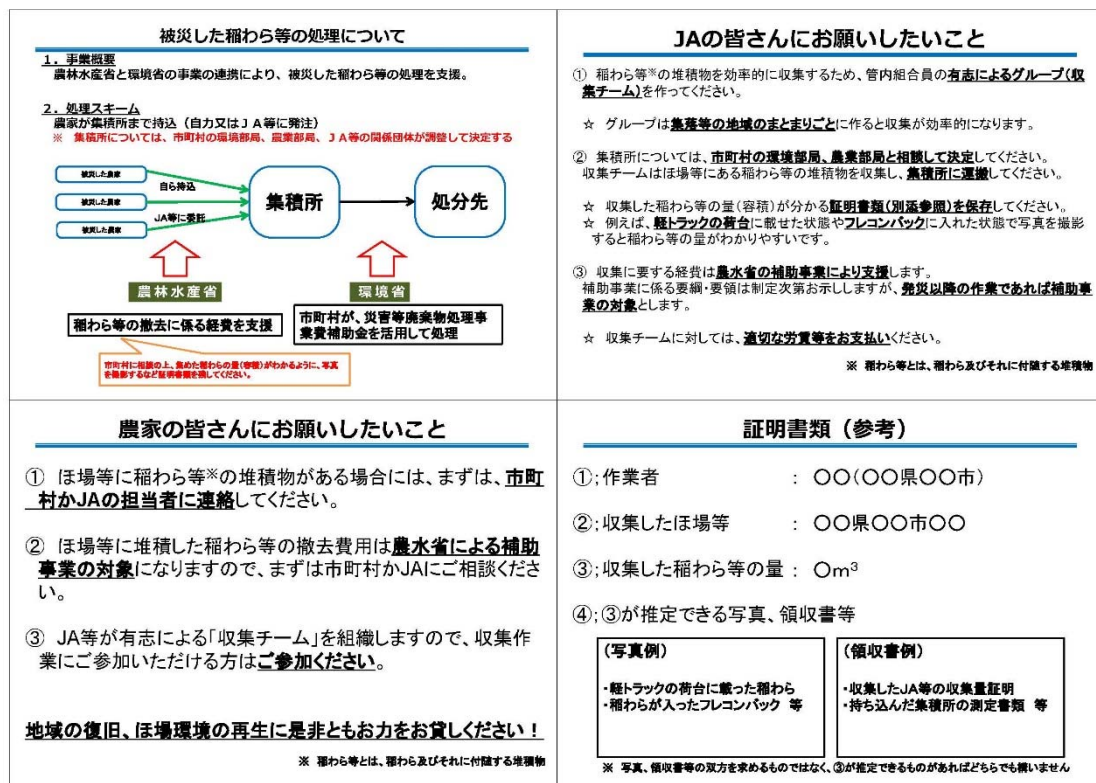 被災した稲わら等の処理について
1．事業概要
農林水産省と環境省の事業の連携により、被災した稲わら等の処理を支援。
2．処理スキーム
農家が集積所まで持込（自力又はJA等に発注）
※　集積所については、市町村の環境部局、農業部局、JA等の関係団体が調整して決定する
被災した農家
被災した農家
被災した農家
自ら持込
JA等に委託
集積所
処分先
農林水産省
環境省
稲わら等の撤去に係る経費を支援
市町村が、災害等廃棄物処理事
業費補助金を活用して処理
市町村に相談の上、集めた稲わらの量（容積）がわかるように、写真
を撮影するなど証明書類を残してください。
JAの皆さんにお願いしたいこと
① 稲わら等※の堆積物を効率的に収集するため、管内組合員の有志によるグループ（収
集チーム）を作ってください。
☆ グループは集落等の地域のまとまりごとに作ると収集が効率的になります。
② 集積所については、市町村の環境部局、農業部局と相談して決定してください。
収集チームはほ場等にある稲わら等の堆積物を収集し、集積所に運搬してください。
☆ 収集した稲わら等の量（容積）が分かる証明書類（別添参照）を保存してください。
☆ 例えば、軽トラックの荷台に載せた状態やフレコンバックに入れた状態で写真を撮影
すると稲わら等の量がわかりやすいです。
③ 収集に要する経費は農水省の補助事業により支援します。
補助事業に係る要綱・要領は制定次第お示ししますが、発災以降の作業であれば補助事
業の対象とします。
☆ 収集チームに対しては、適切な労賃等をお支払いください。
※ 稲わら等とは、稲わら及びそれに付随する堆積物
農家の皆さんにお願いしたいこと
① ほ場等に稲わら等※の堆積物がある場合には、まずは、市町
村かJAの担当者に連絡してください。
② ほ場等に堆積した稲わら等の撤去費用は農水省による補助
事業の対象になりますので、まずは市町村かJAにご相談くださ
い。
③ JA等が有志による「収集チーム」を組織しますので、収集作
業にご参加いただける方はご参加ください。
地域の復旧、ほ場環境の再生に是非ともお力をお貸しください！
※ 稲わら等とは、稲わら及びそれに付随する堆積物
証明書類（参考）
①；作業者 ： 〇〇（〇〇県〇〇市）
②；収集したほ場等 ： 〇〇県〇〇市〇〇
③；収集した稲わら等の量 ： 〇m³
④；③が推定できる写真、領収書等
（写真例）
・軽トラックの荷台に載った稲わら
・稲わらが入ったフレコンバック 等
（領収書例）
・収集したJA等の収集量証明
・持ち込んだ集積所の測定書類 等
※ 写真、領収書等の双方を求めるものではなく、③が推定できるものがあればどちらでも構いません